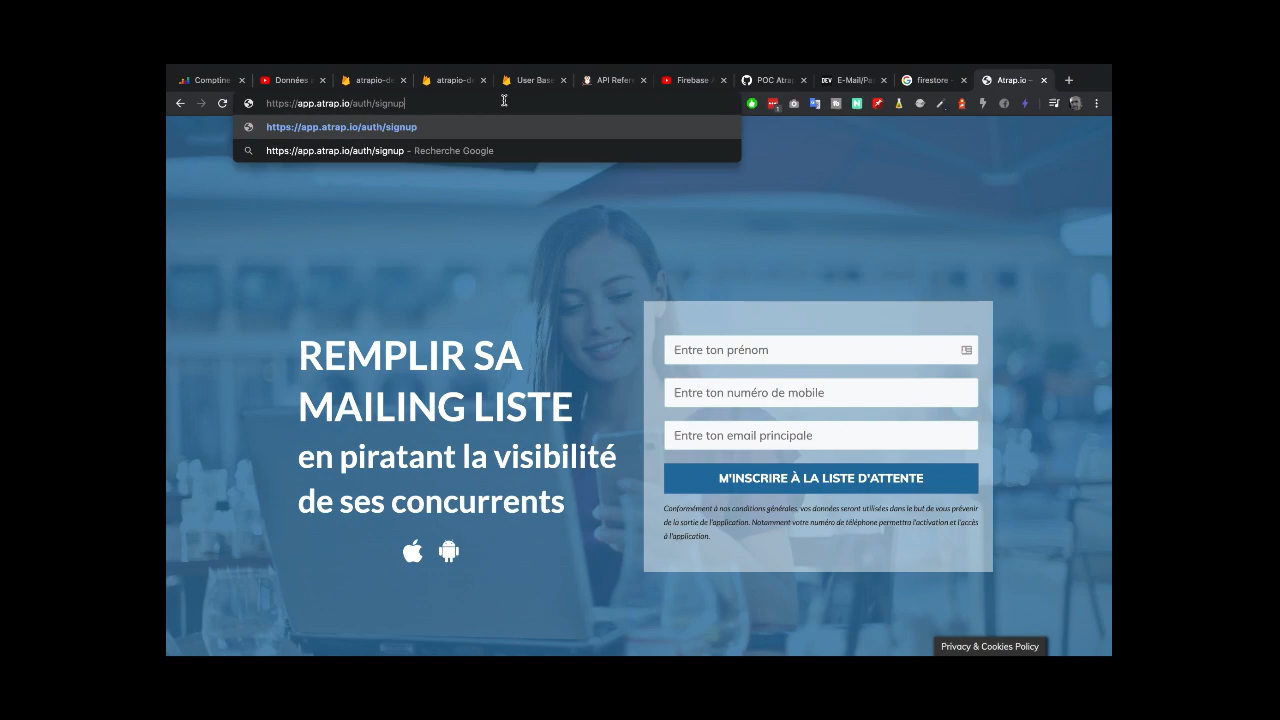 Comptine
Données
atrapio-de
atrapio-de
User Base
API Refere
Firebase
POC Atrap
DEV
E-Mail/Pa
firestore -
Atrap.io –
https://app.atrap.io/auth/signup
https://app.atrap.io/auth/signup
https://app.atrap.io/auth/signup – Recherche Google
REMPLIR SA
MAILING LISTE
en piratant la visibilité
de ses concurrents
Entre ton prénom
Entre ton numéro de mobile
Entre ton email principale
M'INSCRIRE À LA LISTE D'ATTENTE
Conformément à nos conditions générales, vos données seront utilisées dans le but de vous prévenir
de la sortie de l'application. Notamment votre numéro de téléphone permettra l'activation et l'accès
à l'application.
Privacy & Cookies Policy